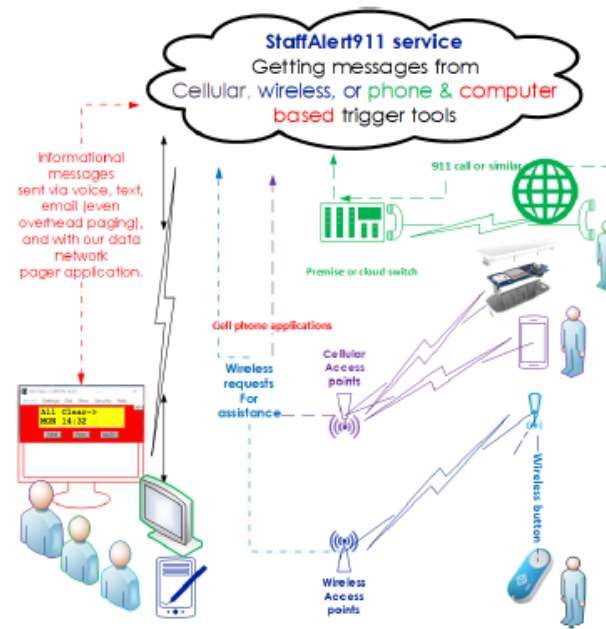 StaffAlert911 service
Getting messages from
Cellular, wireless, or phone & computer
based trigger tools
Informational
messages
sent via voice, text,
email (even
overhead paging),
and with our data
network
pager application.
911 call or similar
Premise or cloud switch
Cell phone applications
Wireless
requests
For
assistance
Cellular
Access
points
All Clear->
MON 14:32
Wireless button
Wireless
Access
points